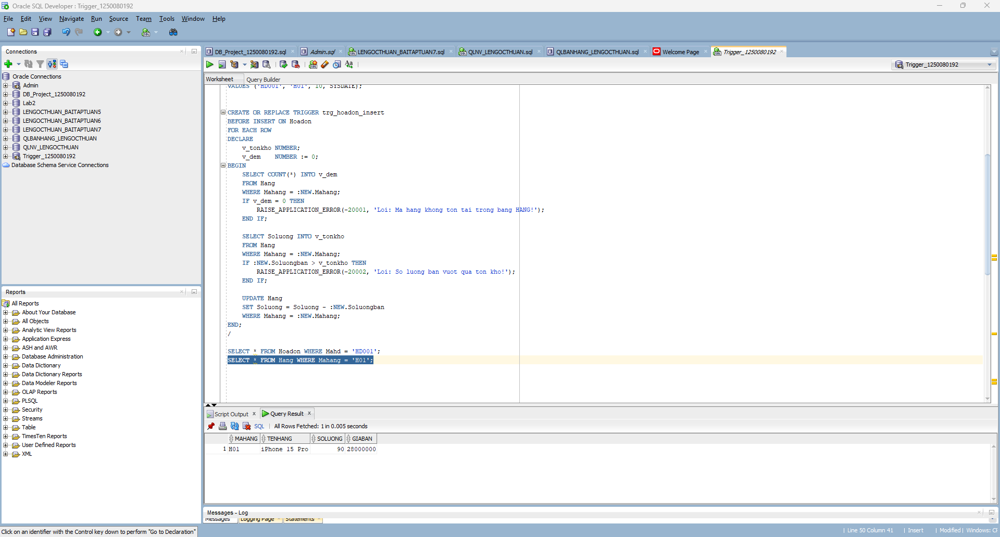 Oracle SQL Developer : Trigger_1250080192
File Edit View Navigate Run Source Team Tools Window Help
Connections
Oracle Connections
Admin
DB_Project_1250080192
Lab2
LENGOCTHUAN_BAITAPTUAN5
LENGOCTHUAN_BAITAPTUAN6
LENGOCTHUAN_BAITAPTUAN7
QLBANHANG_LENGOCTHUAN
QLNV_LENGOCTHUAN
Trigger_1250080192
Database Schema Service Connections
Reports
All Reports
About Your Database
All Objects
Analytic View Reports
Application Express
ASH and AWR
Database Administration
Data Dictionary
Data Dictionary Reports
Data Modeler Reports
OLAP Reports
PLSQL
Security
Streams
Table
TimesTen Reports
User Defined Reports
XML
DB_Project_1250080192.sql Admin.sql LENGOCTHUAN_BAITAPTUAN7.sql QLNV_LENGOCTHUAN.sql QLBANHANG_LENGOCTHUAN.sql Welcome Page Trigger_1250080192
Trigger_1250080192
Worksheet Query Builder
VALUES ('HD001', 'H01', 10, SYSDATE);
CREATE OR REPLACE TRIGGER trg_hoadon_insert
BEFORE INSERT ON Hoadon
FOR EACH ROW
DECLARE
v_tonkho NUMBER;
v_dem NUMBER := 0;
BEGIN
SELECT COUNT(*) INTO v_dem
FROM Hang
WHERE Mahang = :NEW.Mahang;
IF v_dem = 0 THEN
RAISE_APPLICATION_ERROR(-20001, 'Loi: Ma hang khong ton tai trong bang HANG!');
END IF;
SELECT Soluong INTO v_tonkho
FROM Hang
WHERE Mahang = :NEW.Mahang;
IF :NEW.Soluongban > v_tonkho THEN
RAISE_APPLICATION_ERROR(-20002, 'Loi: So luong ban vuot qua ton kho!');
END IF;
UPDATE Hang
SET Soluong = Soluong - :NEW.Soluongban
WHERE Mahang = :NEW.Mahang;
END;
/
SELECT * FROM Hoadon WHERE Mahd = 'HD001';
SELECT * FROM Hang WHERE Mahang = 'H01';
Script Output x Query Result x
SQL | All Rows Fetched: 1 in 0.005 seconds
MAHANG TENHANG SOLUONG GIABAN
1 H01 iPhone 15 Pro 90 28000000
Messages - Log
Messages Logging Page Statements
Click on an identifier with the Control key down to perform "Go to Declaration"
| Line 50 Column 41 | Insert | Modified | Windows: CF